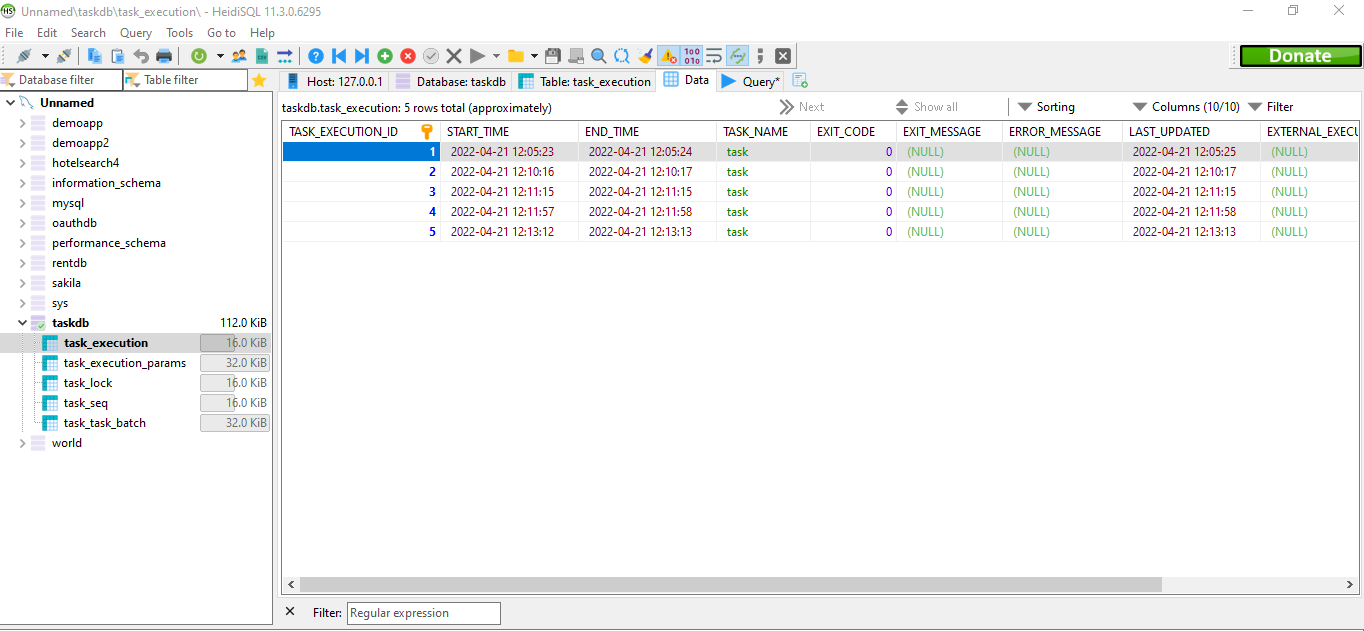 Unnamed\taskdb\task_execution\ - HeidiSQL 11.3.0.6295
File Edit Search Query Tools Go to Help
Donate
Database filter Table filter Host: 127.0.0.1 Database: taskdb Table: task_execution Data Query*
taskdb.task_execution: 5 rows total (approximately) Next Show all Sorting Columns (10/10) Filter
TASK_EXECUTION_ID START_TIME END_TIME TASK_NAME EXIT_CODE EXIT_MESSAGE ERROR_MESSAGE LAST_UPDATED EXTERNAL_EXECU
1 2022-04-21 12:05:23 2022-04-21 12:05:24 task 0 (NULL) (NULL) 2022-04-21 12:05:25 (NULL)
2 2022-04-21 12:10:16 2022-04-21 12:10:17 task 0 (NULL) (NULL) 2022-04-21 12:10:17 (NULL)
3 2022-04-21 12:11:15 2022-04-21 12:11:15 task 0 (NULL) (NULL) 2022-04-21 12:11:15 (NULL)
4 2022-04-21 12:11:57 2022-04-21 12:11:58 task 0 (NULL) (NULL) 2022-04-21 12:11:58 (NULL)
5 2022-04-21 12:13:12 2022-04-21 12:13:13 task 0 (NULL) (NULL) 2022-04-21 12:13:13 (NULL)
Unnamed
demoapp
demoapp2
hotelsearch4
information_schema
mysql
oauthdb
performance_schema
rentdb
sakila
sys
taskdb 112.0 KiB
task_execution 16.0 KiB
task_execution_params 32.0 KiB
task_lock 16.0 KiB
task_seq 16.0 KiB
task_task_batch 32.0 KiB
world
Filter: Regular expression